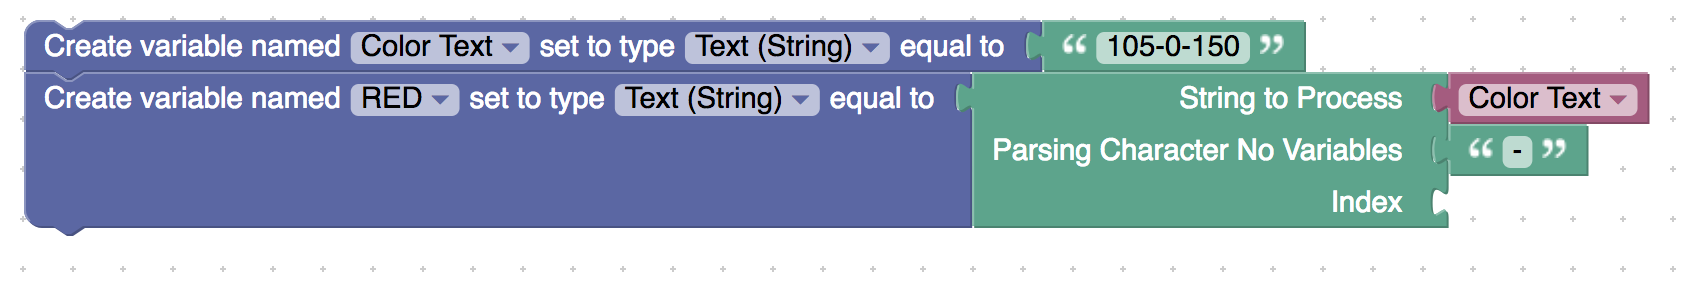 Create variable named Color Text set to type Text (String) equal to “ 105-0-150 ”
Create variable named RED set to type Text (String) equal to String to Process Color Text
Parsing Character No Variables “ - ”
Index